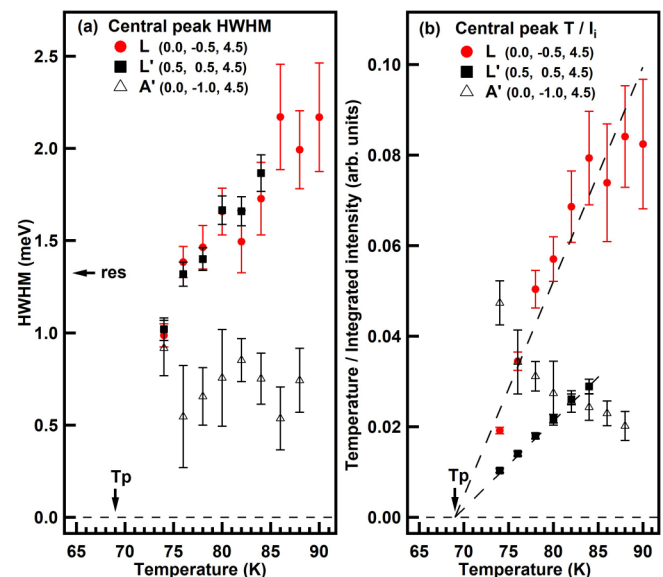 (a) Central peak HWHM
L (0.0, -0.5, 4.5)
L' (0.5, 0.5, 4.5)
A' (0.0, -1.0, 4.5)
HWHM (meV)
2.5
2.0
1.5
1.0
0.5
0.0
res
Tp
65 70 75 80 85 90
Temperature (K)
(b) Central peak T / Ii
L (0.0, -0.5, 4.5)
L' (0.5, 0.5, 4.5)
A' (0.0, -1.0, 4.5)
Temperature / Integrated intensity (arb. units)
0.10
0.08
0.06
0.04
0.02
0.00
Tp
65 70 75 80 85 90
Temperature (K)